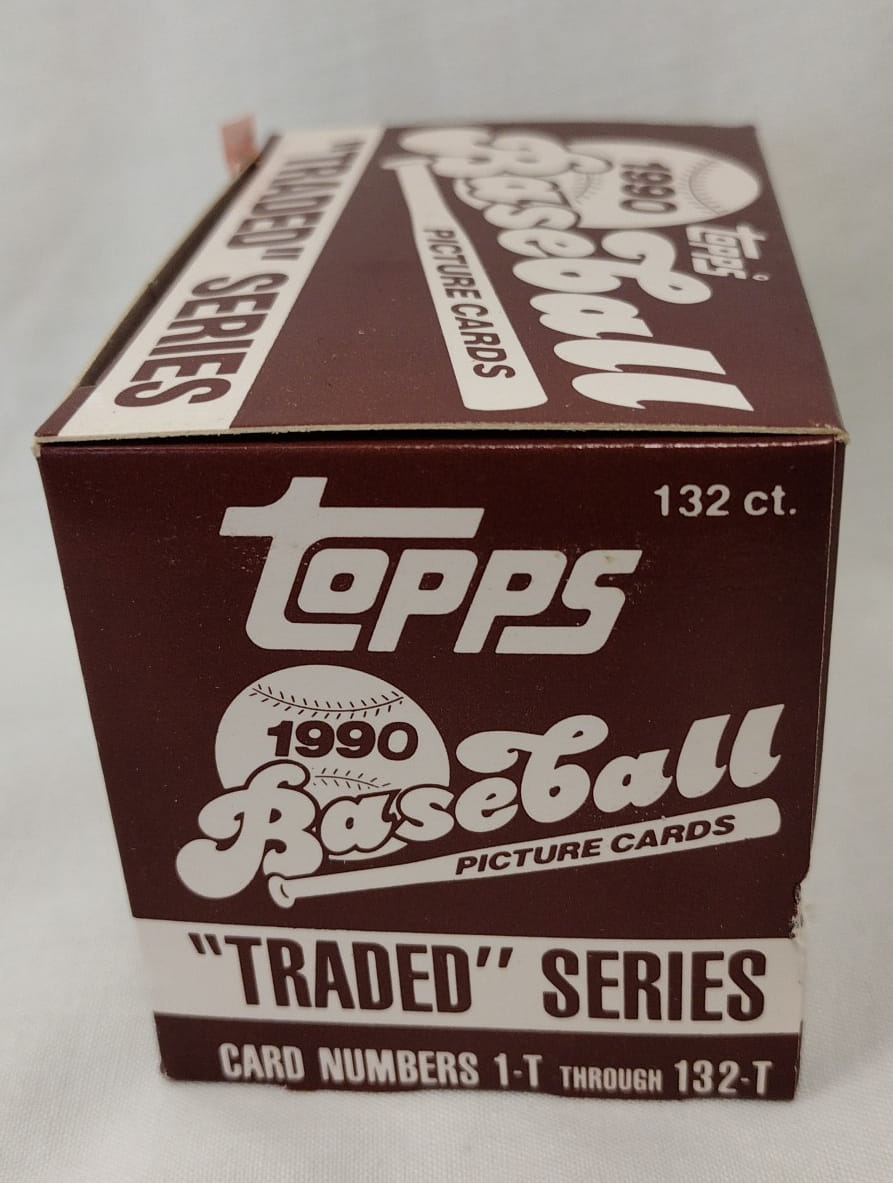 "TRADED" SERIES
1990
Topps
Baseball
PICTURE CARDS
132 ct.
Topps
1990
Baseball
PICTURE CARDS
"TRADED" SERIES
CARD NUMBERS 1-T THROUGH 132-T